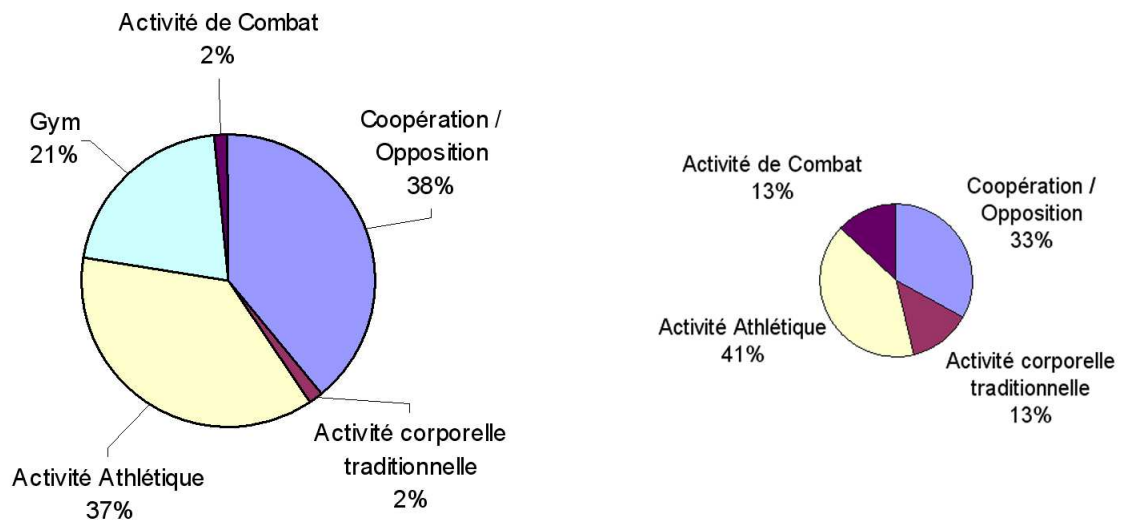 Activité de Combat
2%
Gym
21%
Coopération /
Opposition
38%
Activité corporelle
traditionnelle
2%
Activité Athlétique
37%
Activité de Combat
13%
Coopération /
Opposition
33%
Activité Athlétique
41%
Activité corporelle
traditionnelle
13%